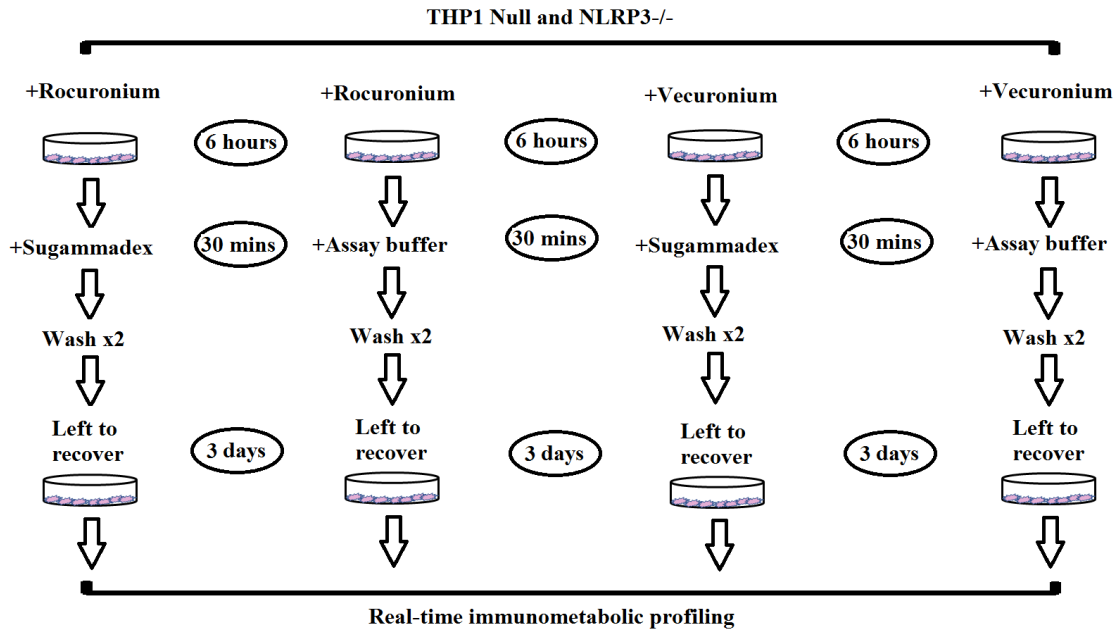 THP1 Null and NLRP3-/-
+Rocuronium
+Rocuronium
+Vecuronium
+Vecuronium
6 hours
6 hours
6 hours
+Sugammadex
30 mins
+Assay buffer
30 mins
+Sugammadex
30 mins
+Assay buffer
Wash x2
Wash x2
Wash x2
Wash x2
Left to
recover
3 days
Left to
recover
3 days
Left to
recover
3 days
Left to
recover
Real-time immunometabolic profiling